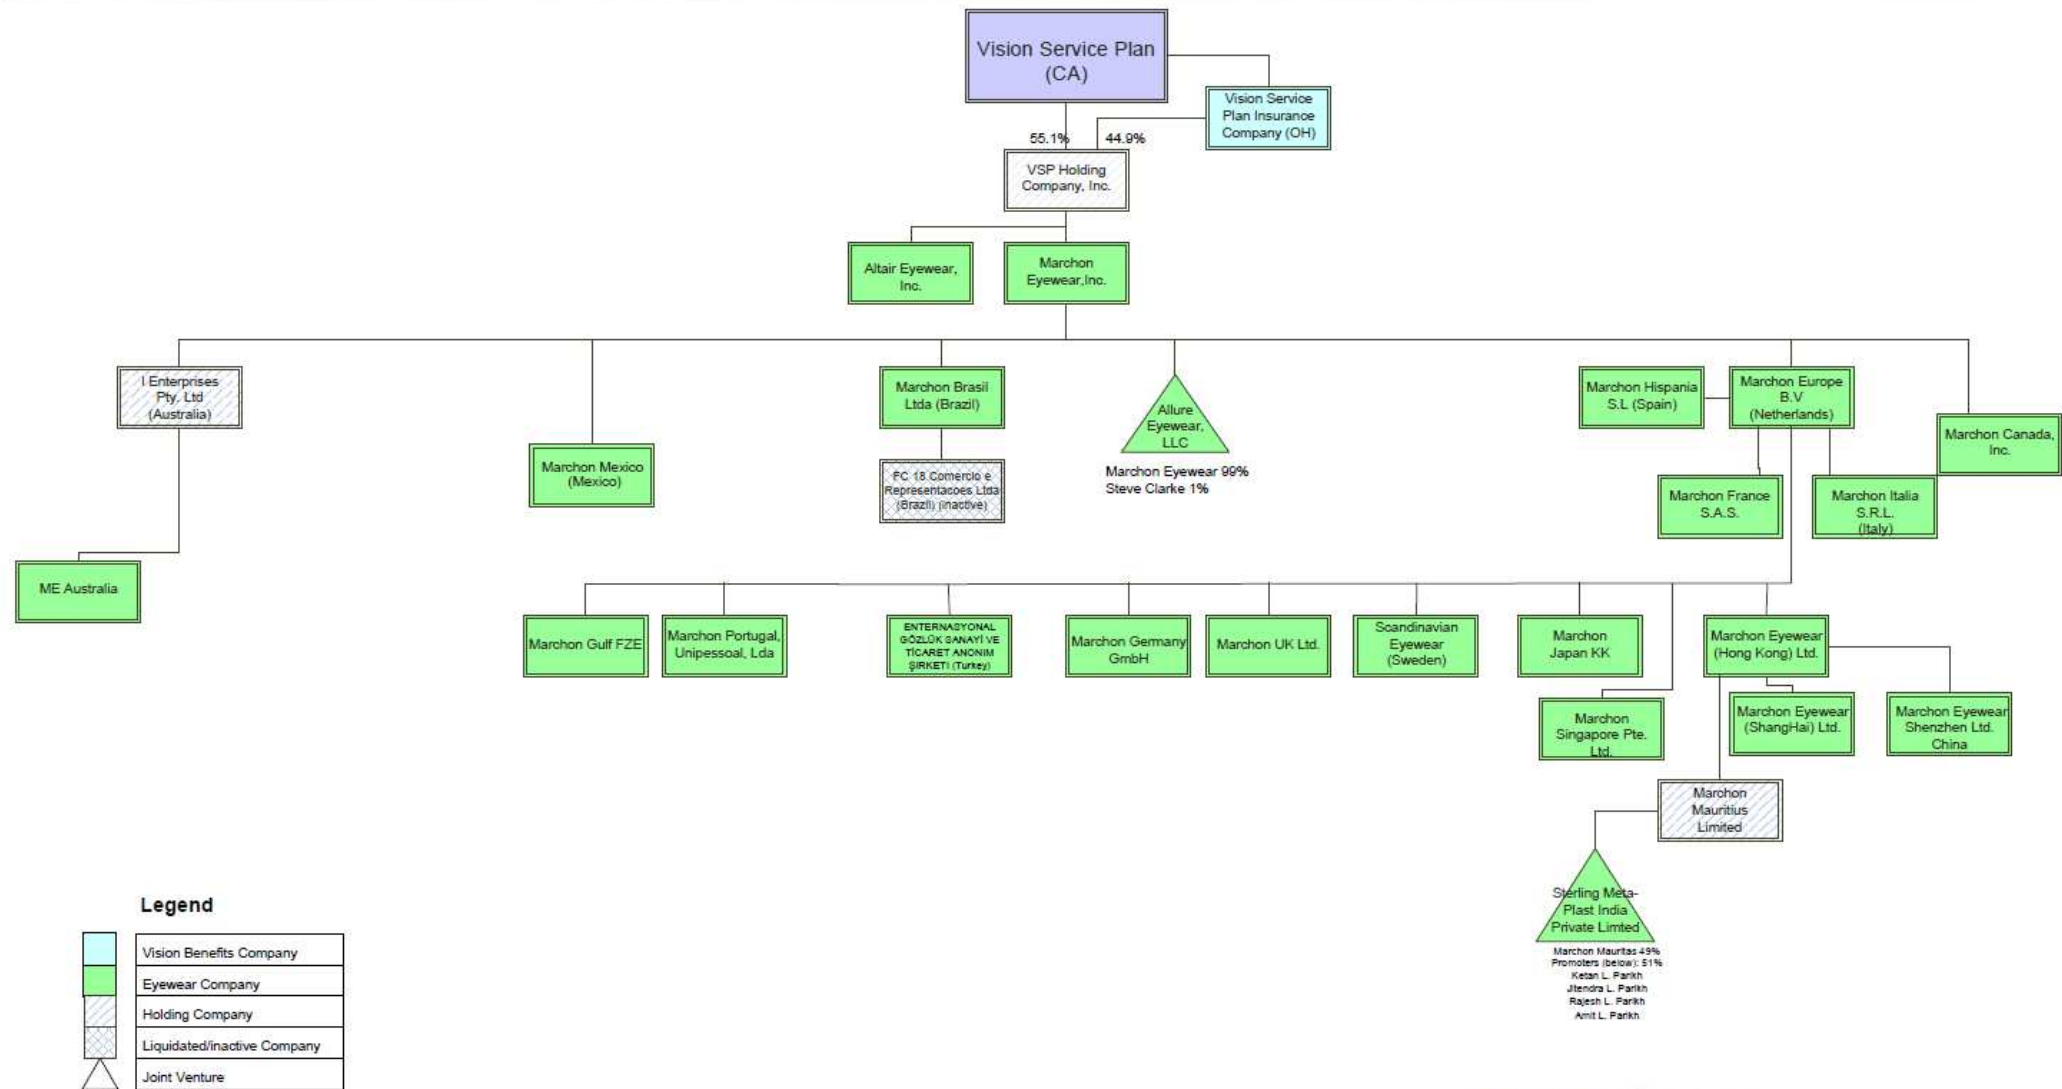 Vision Service Plan
(CA)
Vision Service
Plan Insurance
Company (OH)
55.1%
44.9%
VSP Holding
Company, Inc.
Altair Eyewear,
Inc.
Marchon
Eyewear,Inc.
I Enterprises
Pty. Ltd
(Australia)
Marchon Mexico
(Mexico)
Marchon Brasil
Ltda (Brazil)
FC 18 Comercio e
Representacoes Ltda
(Brazil) (inactive)
Allure
Eyewear,
LLC
Marchon Eyewear 99%
Steve Clarke 1%
Marchon Hispania
S.L (Spain)
Marchon Europe
B.V
(Netherlands)
Marchon Canada,
Inc.
Marchon France
S.A.S.
Marchon Italia
S.R.L.
(Italy)
ME Australia
Marchon Gulf FZE
Marchon Portugal,
Unipessoal, Lda
ENTERNASYONAL
GÖZLÜK SANAYİ VE
TİCARET ANONIM
ŞIRKETI (Turkey)
Marchon Germany
GmbH
Marchon UK Ltd.
Scandinavian
Eyewear
(Sweden)
Marchon
Japan KK
Marchon Eyewear
(Hong Kong) Ltd.
Marchon
Singapore Pte.
Ltd.
Marchon Eyewear
(ShangHai) Ltd.
Marchon Eyewear
Shenzhen Ltd.
China
Marchon
Mauritius
Limited
Sterling Meta-
Plast India
Private Limted
Marchon Mauritas 49%
Promoters (below): 51%
Ketan L. Parikh
Jitendra L. Parikh
Rajesh L. Parikh
Amit L. Parikh
Legend
Vision Benefits Company
Eyewear Company
Holding Company
Liquidated/inactive Company
Joint Venture